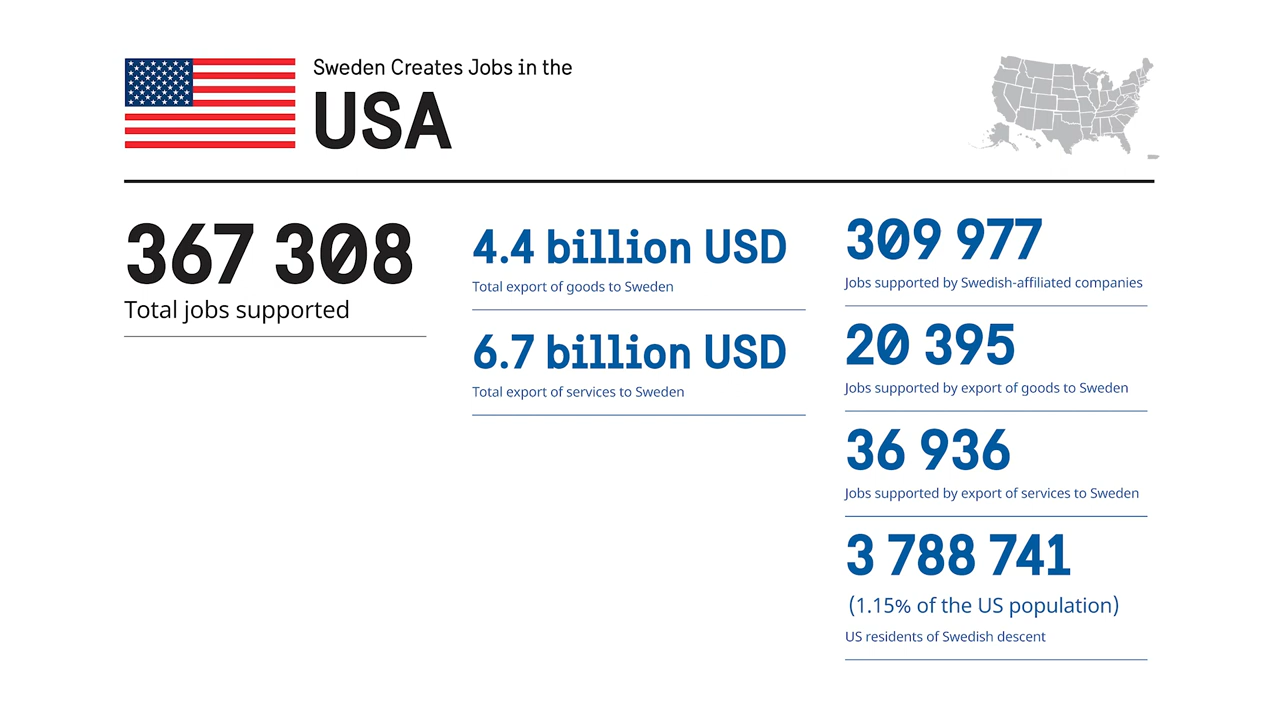 Sweden Creates Jobs in the
USA
367 308
Total jobs supported
4.4 billion USD
Total export of goods to Sweden
6.7 billion USD
Total export of services to Sweden
309 977
Jobs supported by Swedish-affiliated companies
20 395
Jobs supported by export of goods to Sweden
36 936
Jobs supported by export of services to Sweden
3 788 741
(1.15% of the US population)
US residents of Swedish descent